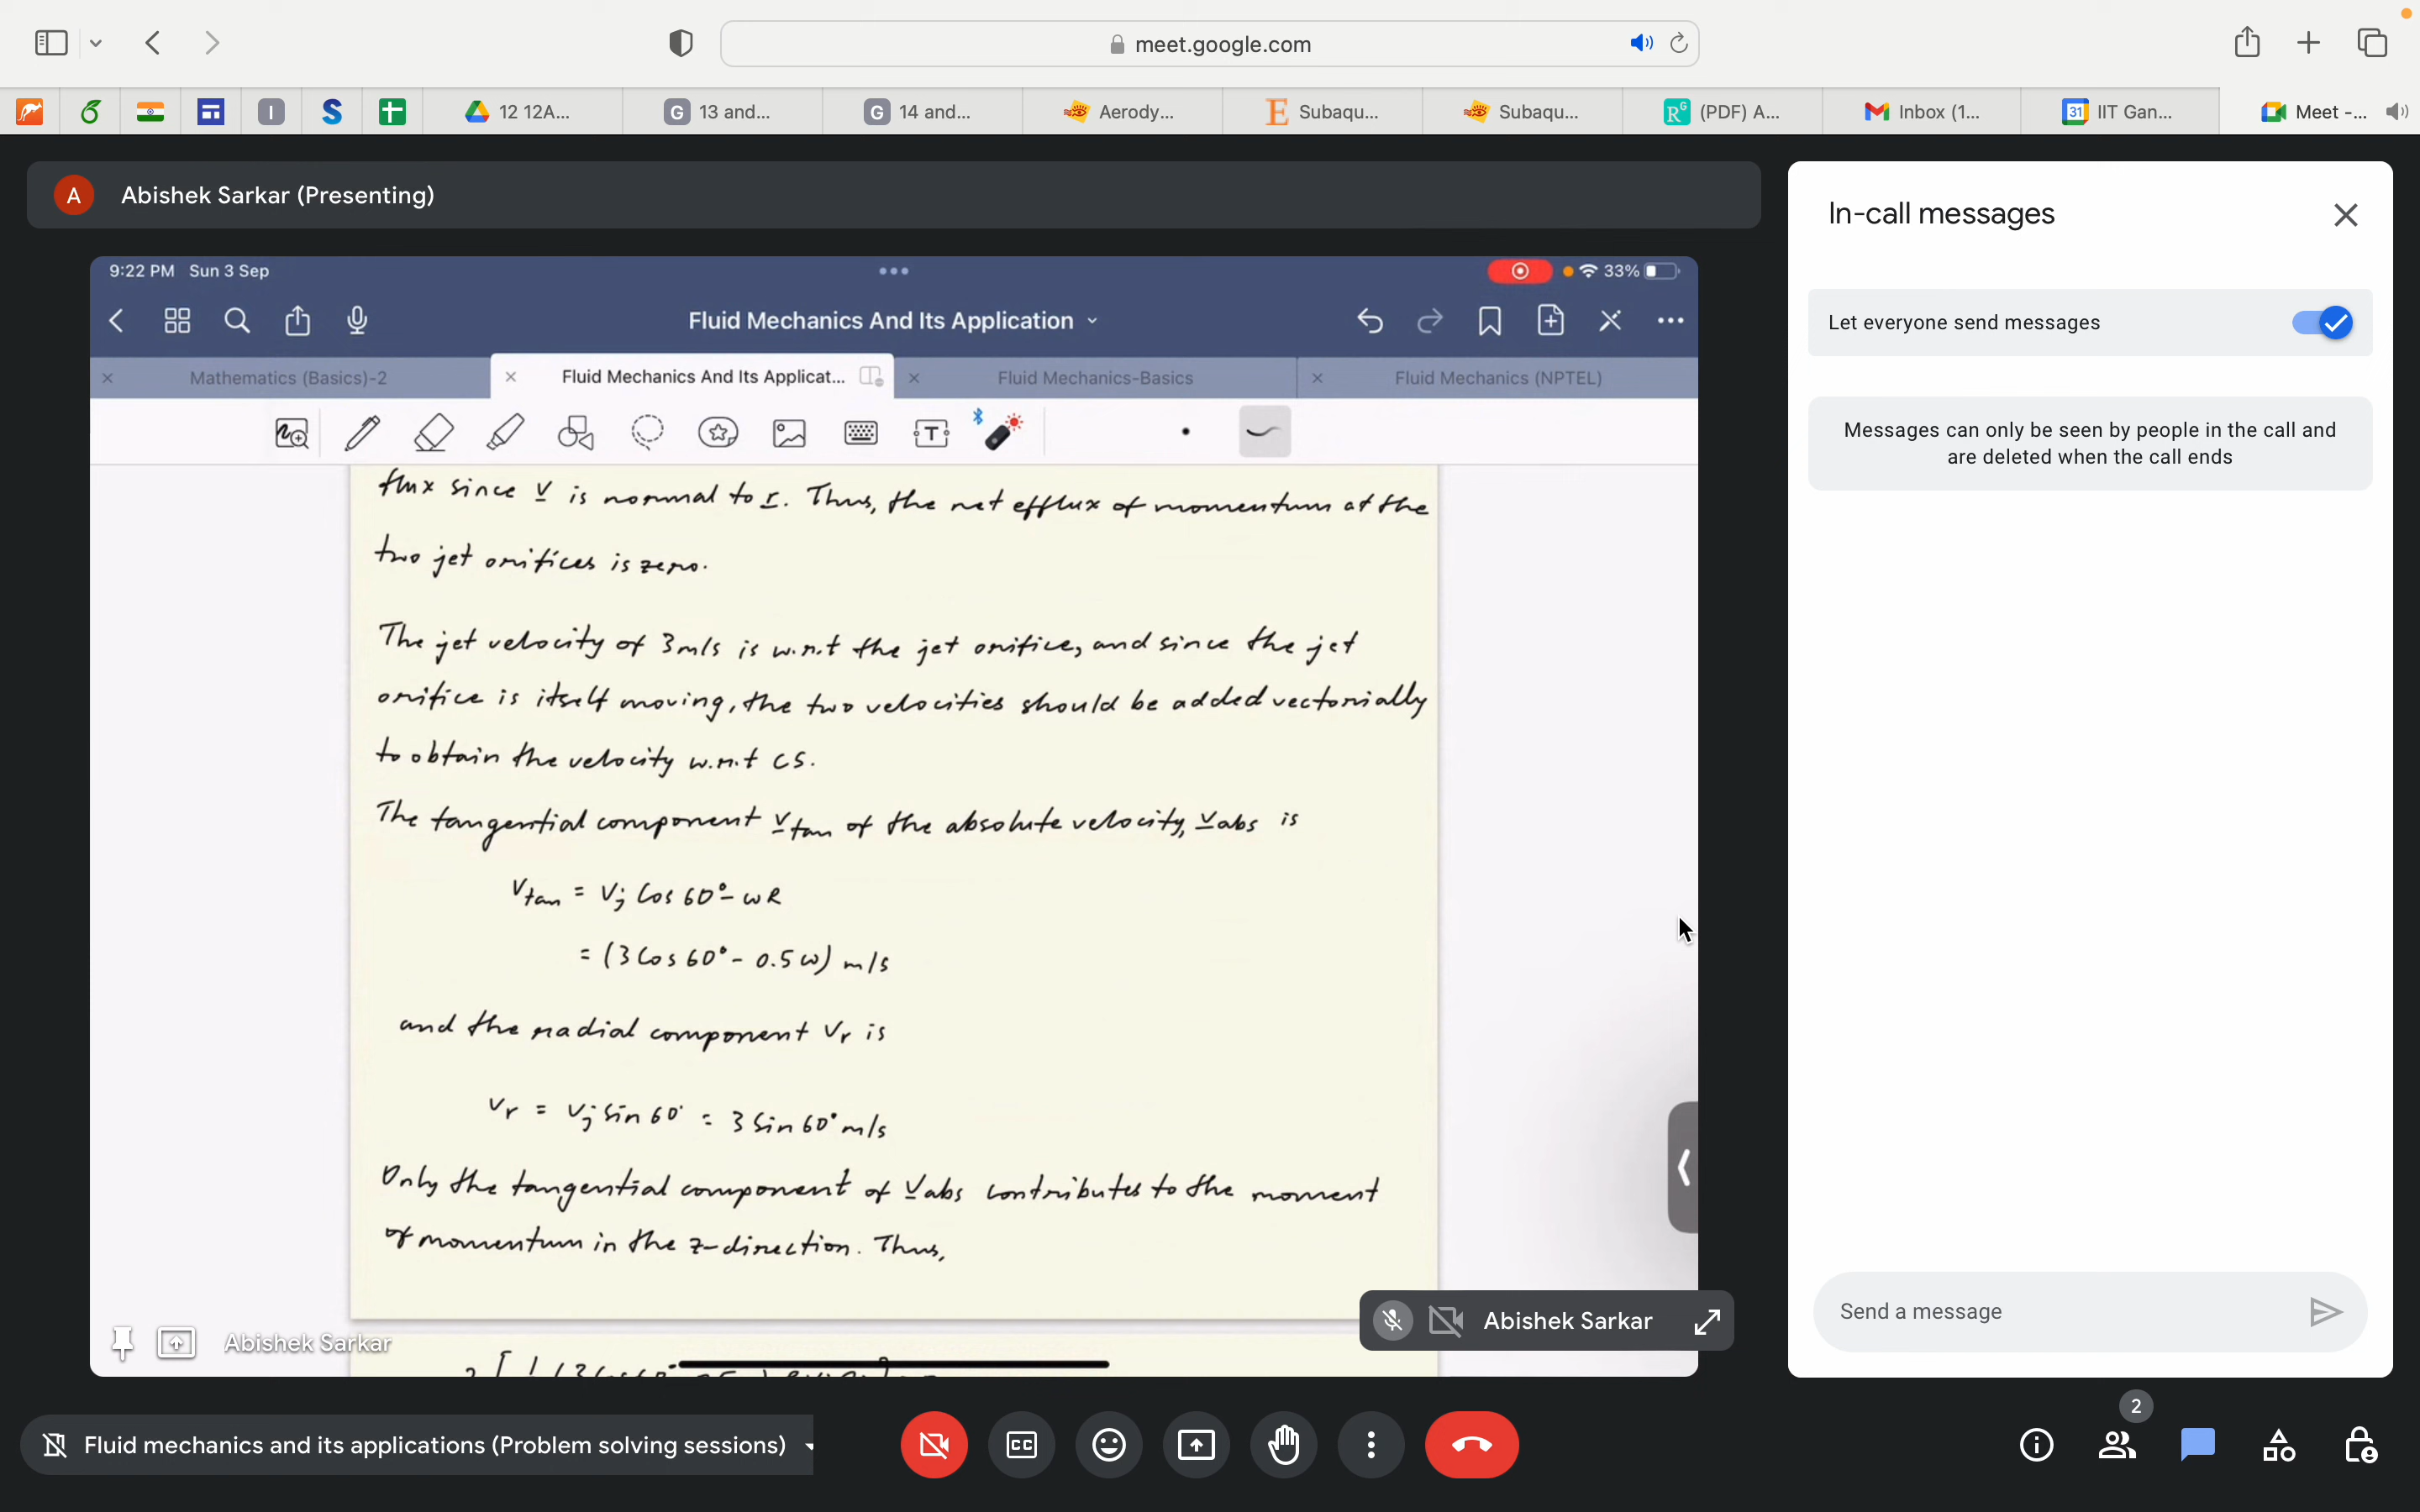 meet.google.com
12 12A...
G 13 and...
G 14 and...
Aerody...
E Subaqu...
Subaqu...
(PDF) A...
Inbox (1...
31 IIT Gan...
Meet -...
A Abishek Sarkar (Presenting)
9:22 PM Sun 3 Sep
33%
Fluid Mechanics And Its Application
Mathematics (Basics)-2
Fluid Mechanics And Its Applicat...
Fluid Mechanics-Basics
Fluid Mechanics (NPTEL)
flux since v is normal to r. Thus, the net efflux of momentum at the
two jet orifices is zero.
The jet velocity of 3 m/s is w.r.t the jet orifice, and since the jet
orifice is itself moving, the two velocities should be added vectorially
to obtain the velocity w.r.t CS.
The tangential component v tan of the absolute velocity, v abs is
V tan = Vj Cos 60° - ωR
= (3 Cos 60° - 0.5 ω) m/s
and the radial component Vr is
Vr = Vj Sin 60° = 3 Sin 60° m/s
Only the tangential component of V abs contributes to the moment
of momentum in the z-direction. Thus,
Abishek Sarkar
Abishek Sarkar
In-call messages
Let everyone send messages
Messages can only be seen by people in the call and
are deleted when the call ends
Send a message
Fluid mechanics and its applications (Problem solving sessions)
CC
2